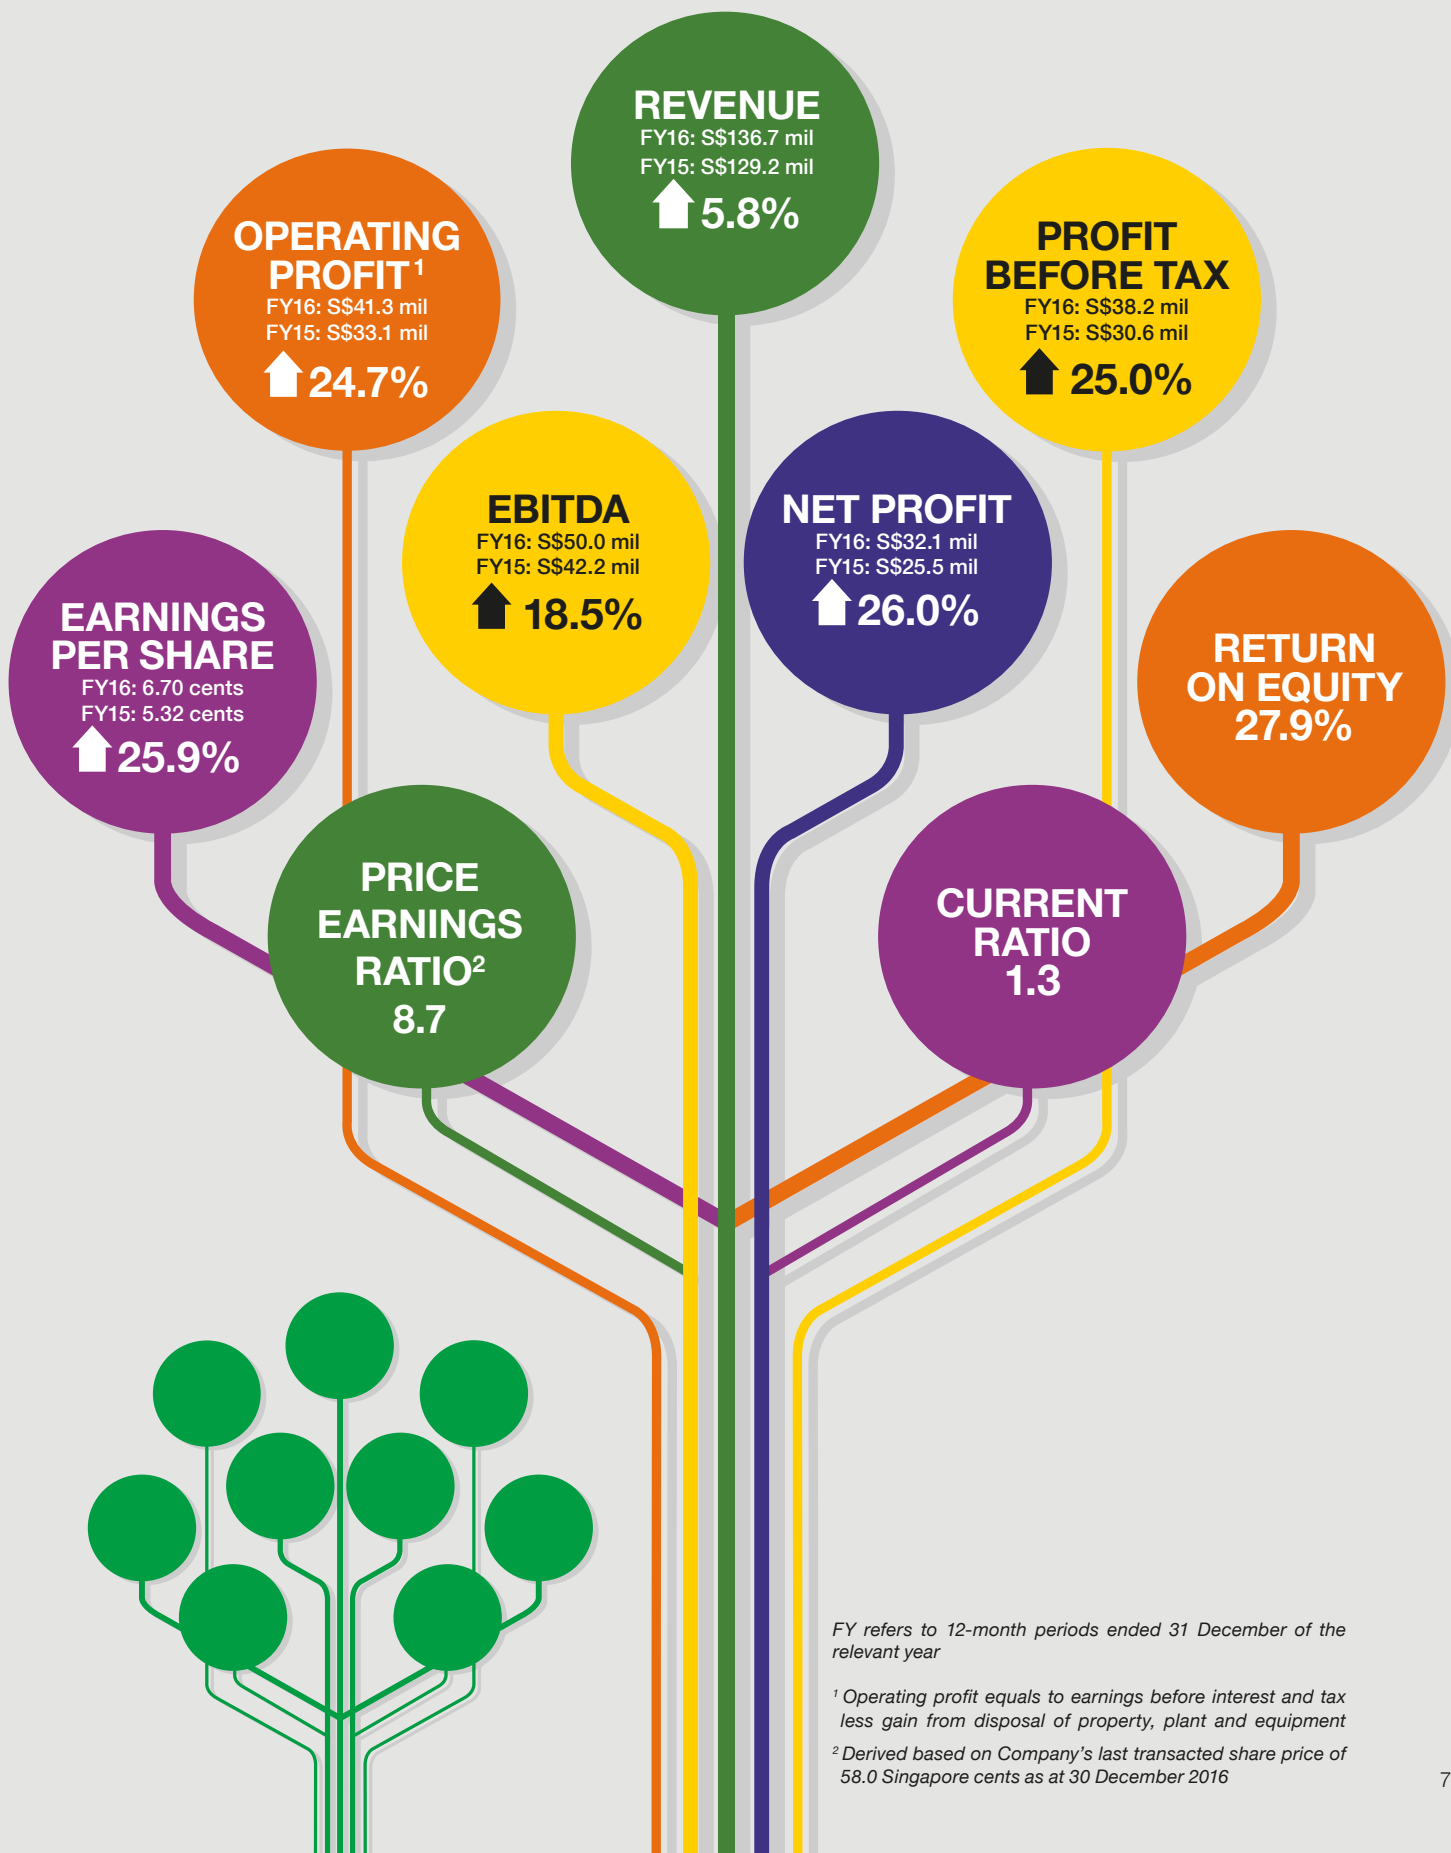 REVENUE
FY16: S$136.7 mil
FY15: S$129.2 mil
5.8%
OPERATING
PROFIT¹
FY16: S$41.3 mil
FY15: S$33.1 mil
24.7%
PROFIT
BEFORE TAX
FY16: S$38.2 mil
FY15: S$30.6 mil
25.0%
EBITDA
FY16: S$50.0 mil
FY15: S$42.2 mil
18.5%
NET PROFIT
FY16: S$32.1 mil
FY15: S$25.5 mil
26.0%
EARNINGS
PER SHARE
FY16: 6.70 cents
FY15: 5.32 cents
25.9%
RETURN
ON EQUITY
27.9%
PRICE
EARNINGS
RATIO²
8.7
CURRENT
RATIO
1.3
FY refers to 12-month periods ended 31 December of the
relevant year
¹ Operating profit equals to earnings before interest and tax
less gain from disposal of property, plant and equipment
² Derived based on Company's last transacted share price of
58.0 Singapore cents as at 30 December 2016
7